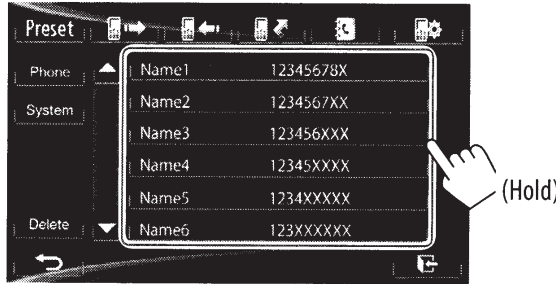 Preset
Phone
System
Delete
Name1 12345678X
Name2 1234567XX
Name3 123456XXX
Name4 12345XXXX
Name5 1234XXXXX
Name6 123XXXXXX
(Hold)